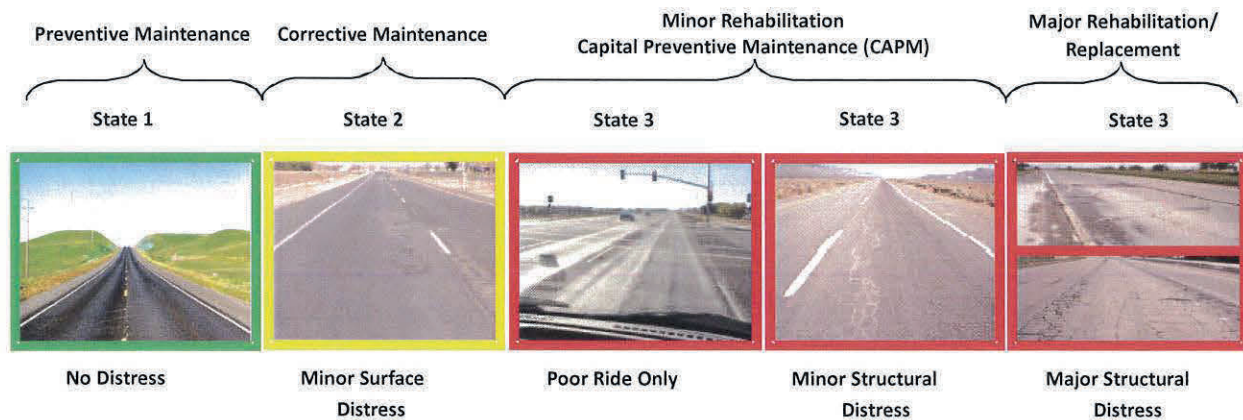 Preventive Maintenance
Corrective Maintenance
Minor Rehabilitation
Capital Preventive Maintenance (CAPM)
Major Rehabilitation/
Replacement
State 1
State 2
State 3
State 3
State 3
No Distress
Minor Surface
Distress
Poor Ride Only
Minor Structural
Distress
Major Structural
Distress